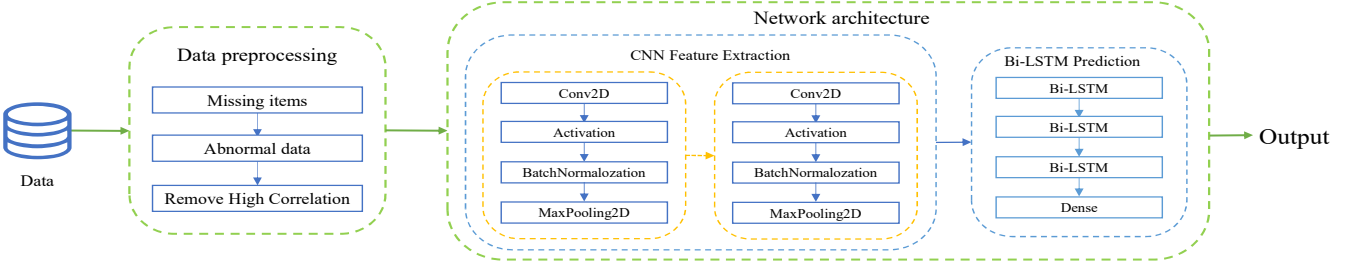 Data
Data preprocessing
Missing items
Abnormal data
Remove High Correlation
Network architecture
CNN Feature Extraction
Conv2D
Activation
BatchNormalozation
MaxPooling2D
Conv2D
Activation
BatchNormalozation
MaxPooling2D
Bi-LSTM Prediction
Bi-LSTM
Bi-LSTM
Bi-LSTM
Dense
Output